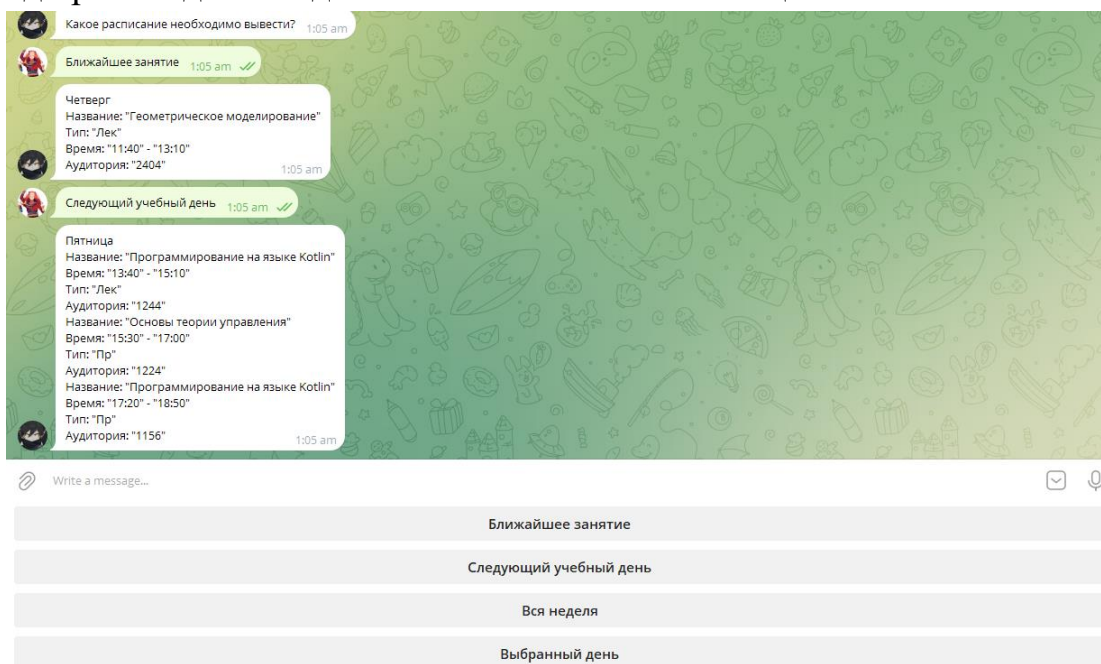 Какое расписание необходимо вывести? 1:05 am
Ближайшее занятие 1:05 am
Четверг
Название: "Геометрическое моделирование"
Тип: "Лек"
Время: "11:40" - "13:10"
Аудитория: "2404"
1:05 am
Следующий учебный день 1:05 am
Пятница
Название: "Программирование на языке Kotlin"
Время: "13:40" - "15:10"
Тип: "Лек"
Аудитория: "1244"
Название: "Основы теории управления"
Время: "15:30" - "17:00"
Тип: "Пр"
Аудитория: "1224"
Название: "Программирование на языке Kotlin"
Время: "17:20" - "18:50"
Тип: "Пр"
Аудитория: "1156"
1:05 am
Write a message...
Ближайшее занятие
Следующий учебный день
Вся неделя
Выбранный день